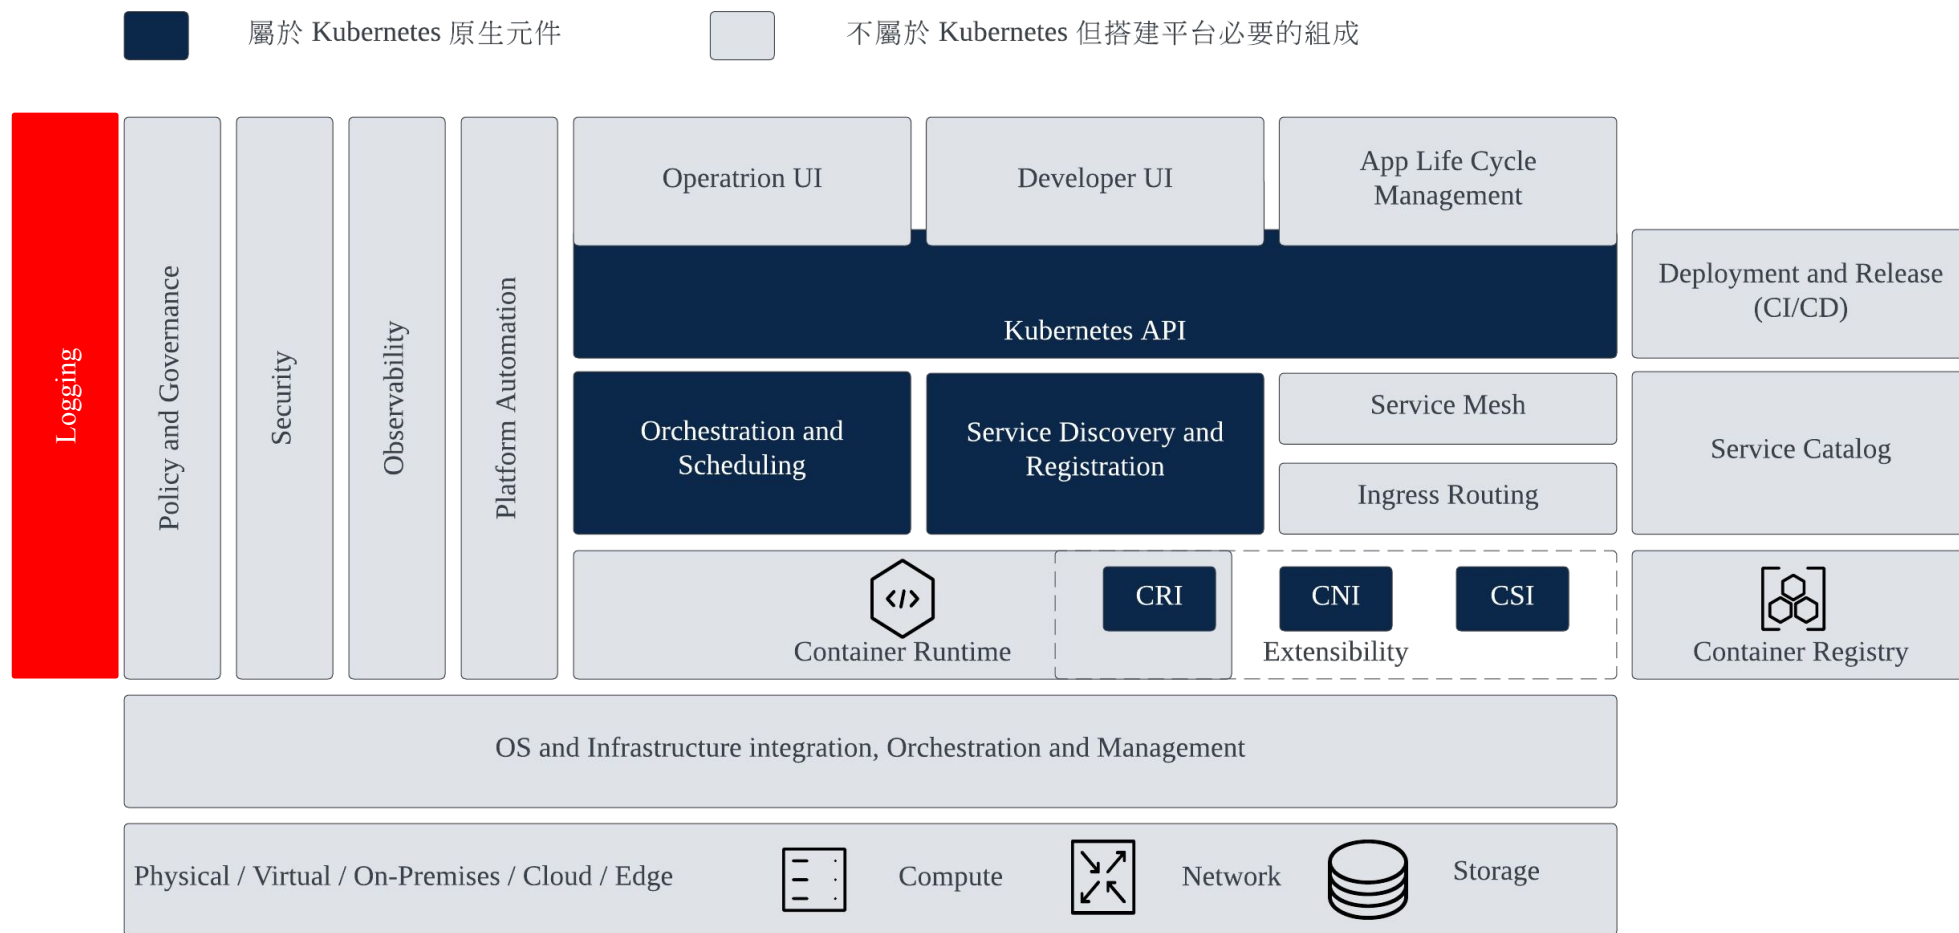 屬於 Kubernetes 原生元件
不屬於 Kubernetes 但搭建平台必要的組成
Logging
Policy and Governance
Security
Observability
Platform Automation
Operatrion UI
Developer UI
App Life Cycle
Management
Kubernetes API
Deployment and Release
(CI/CD)
Orchestration and
Scheduling
Service Discovery and
Registration
Service Mesh
Ingress Routing
Service Catalog
Container Runtime
CRI
CNI
CSI
Extensibility
Container Registry
OS and Infrastructure integration, Orchestration and Management
Physical / Virtual / On-Premises / Cloud / Edge
Compute
Network
Storage